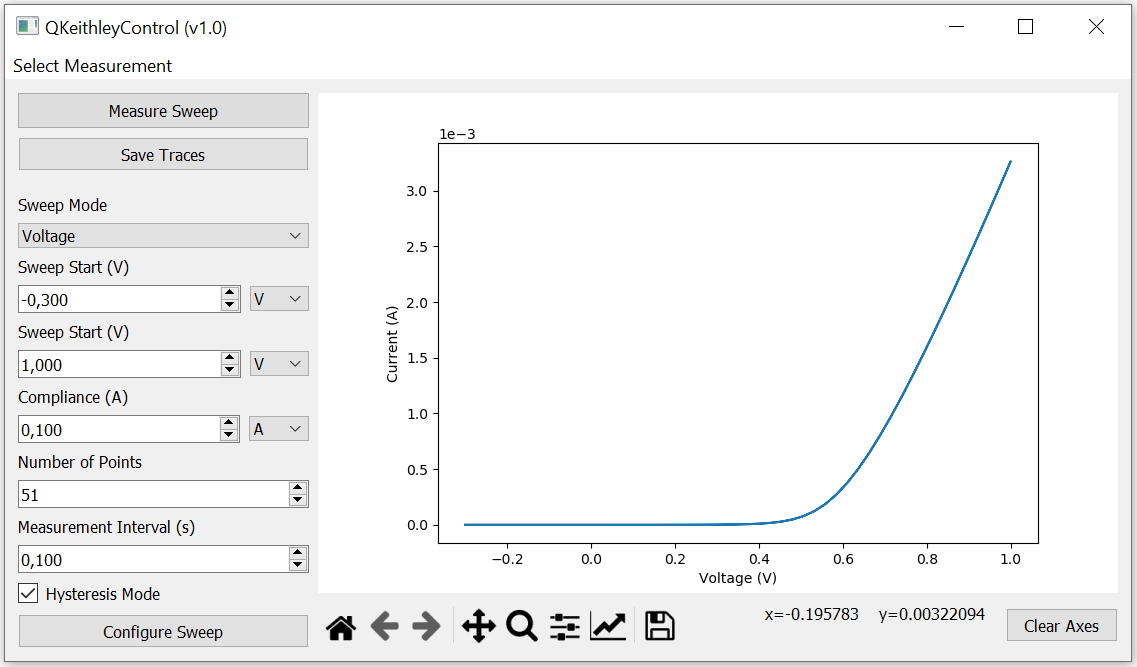 QKeithleyControl (v1.0)
Select Measurement
Measure Sweep
Save Traces
Sweep Mode
Voltage
Sweep Start (V)
-0,300 V
Sweep Start (V)
1,000 V
Compliance (A)
0,100 A
Number of Points
51
Measurement Interval (s)
0,100
Hysteresis Mode
Configure Sweep
1e−3
3.0
2.5
2.0
1.5
1.0
0.5
0.0
Current (A)
−0.2 0.0 0.2 0.4 0.6 0.8 1.0
Voltage (V)
x=-0.195783 y=0.00322094
Clear Axes